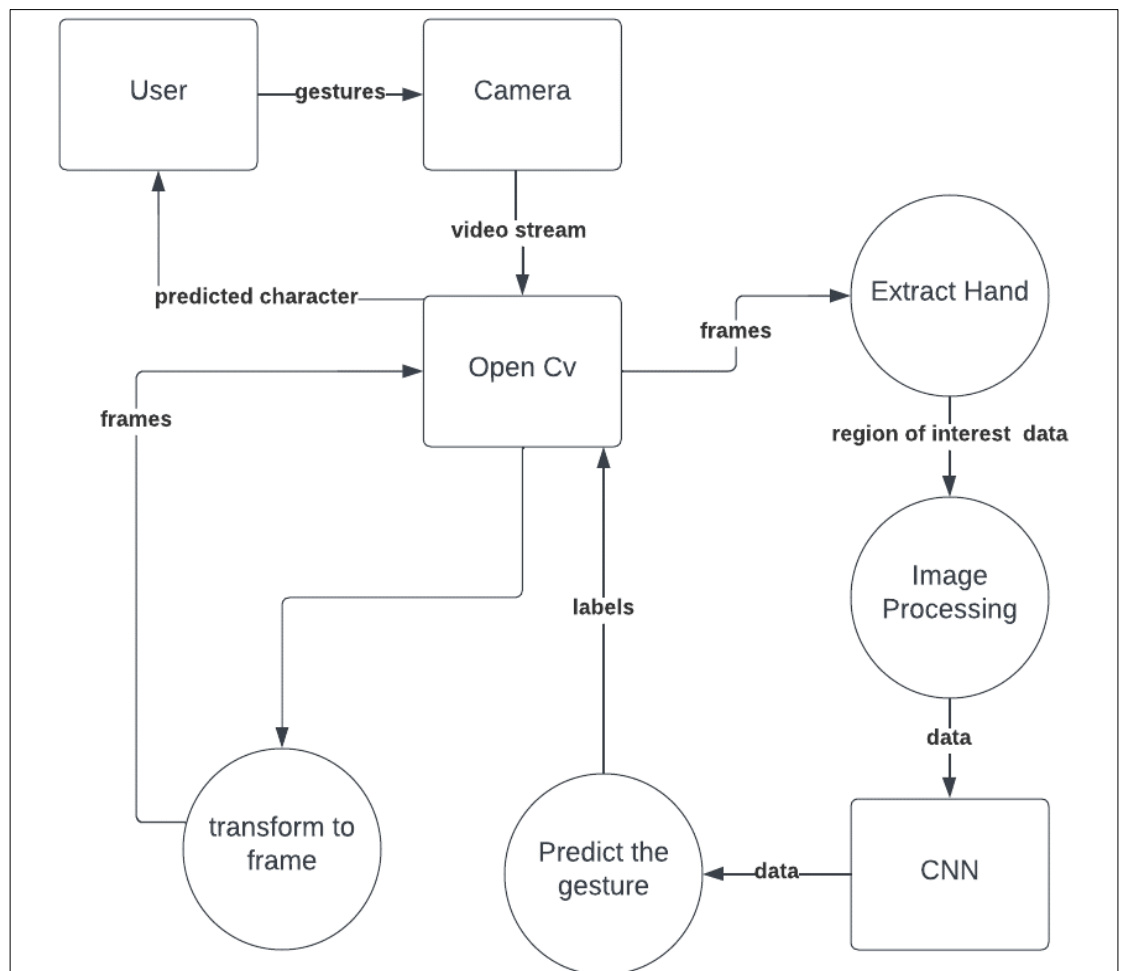 User
gestures
Camera
video stream
predicted character
Extract Hand
frames
Open Cv
frames
region of interest data
Image
Processing
labels
data
transform to
frame
Predict the
gesture
data
CNN